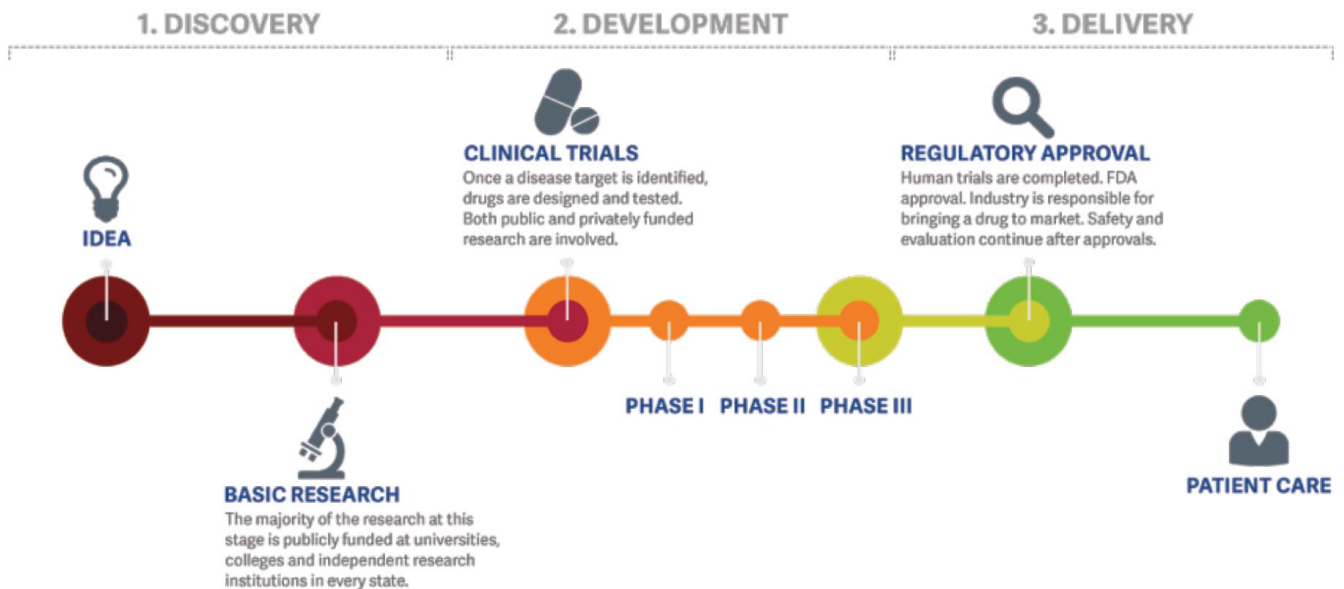 1. DISCOVERY
2. DEVELOPMENT
3. DELIVERY
IDEA
BASIC RESEARCH
The majority of the research at this
stage is publicly funded at universities,
colleges and independent research
institutions in every state.
CLINICAL TRIALS
Once a disease target is identified,
drugs are designed and tested.
Both public and privately funded
research are involved.
PHASE I
PHASE II
PHASE III
REGULATORY APPROVAL
Human trials are completed. FDA
approval. Industry is responsible for
bringing a drug to market. Safety and
evaluation continue after approvals.
PATIENT CARE